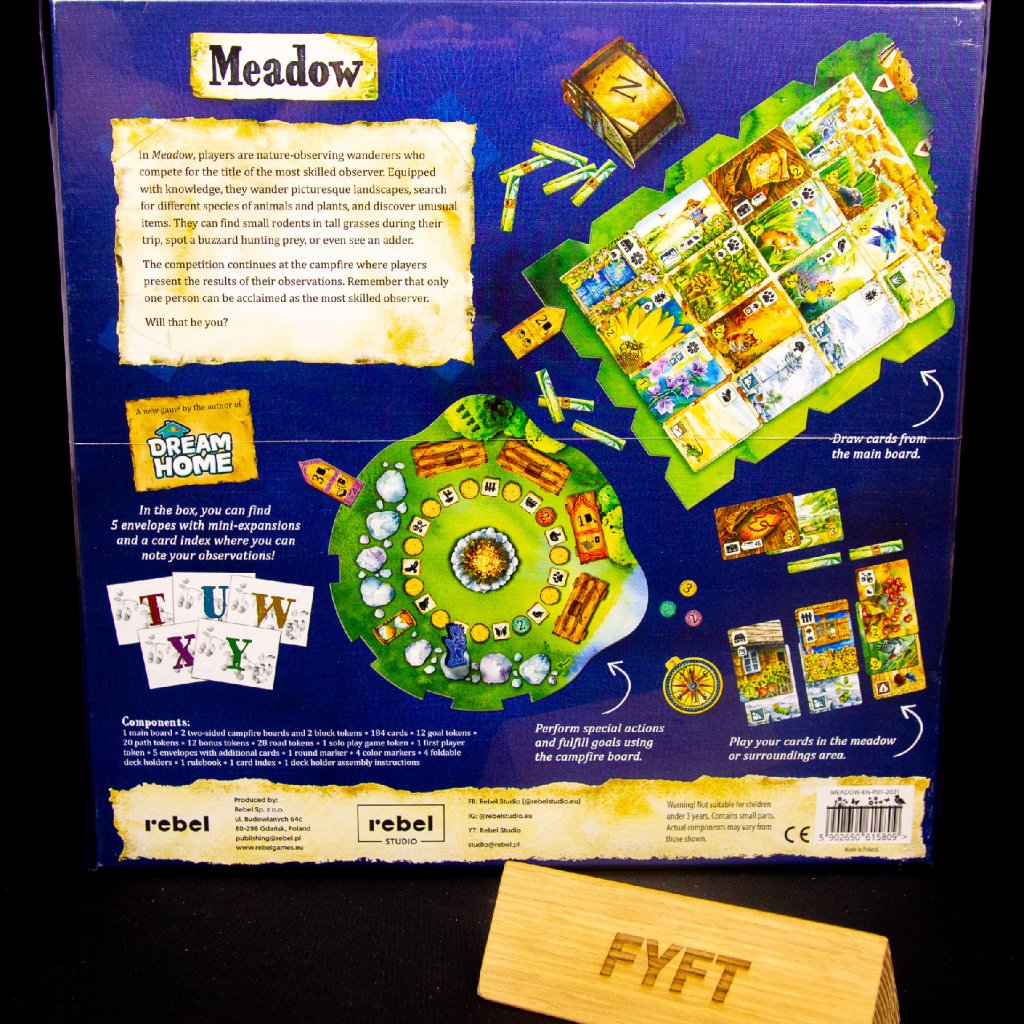 Meadow
In Meadow, players are nature-observing wanderers who
compete for the title of the most skilled observer. Equipped
with knowledge, they wander picturesque landscapes, search
for different species of animals and plants, and discover unusual
items. They can find small rodents in tall grasses during their
trip, spot a buzzard hunting prey, or even see an adder.
The competition continues at the campfire where players
present the results of their observations. Remember that only
one person can be acclaimed as the most skilled observer.
Will that be you?
N
2
Draw cards from
the main board.
A new game by the author of
DREAM
HOME
In the box, you can find
5 envelopes with mini-expansions
and a card index where you can
note your observations!
T U W
X Y
3
2
3
Perform special actions
and fulfill goals using
the campfire board.
Play your cards in the meadow
or surroundings area.
Components:
1 main board • 2 two-sided campfire boards and 2 block tokens • 184 cards • 12 goal tokens •
20 path tokens • 12 bonus tokens • 28 road tokens • 1 solo play game token • 1 first player
token • 5 envelopes with additional cards • 1 round marker • 4 color markers • 4 foldable
deck holders • 1 rulebook • 1 card index • 1 deck holder assembly instructions
rebel
Produced by:
Rebel Sp. z o.o.
ul. Budowlanych 64c
80-298 Gdańsk, Poland
publishing@rebel.pl
www.rebelgames.eu
rebel
STUDIO
FB: Rebel Studio (@rebelstudio.eu)
IG: @rebelstudio.eu
YT: Rebel Studio
studio@rebel.pl
Warning! Not suitable for children
under 3 years. Contains small parts.
Actual components may vary from
those shown.
CE
MEADOW-EN-P01-2021
5 902650 615809 >
Made in Poland.
FYFT